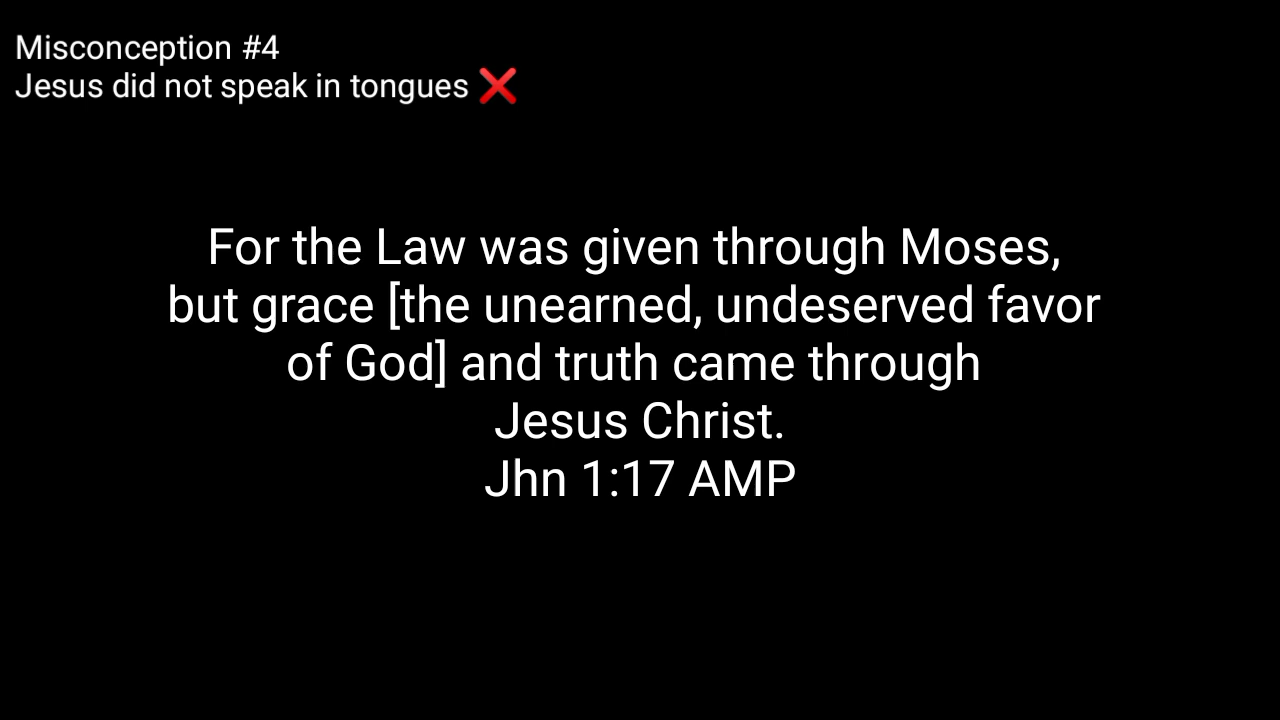 Misconception #4
Jesus did not speak in tongues ❌
For the Law was given through Moses,
but grace [the unearned, undeserved favor
of God] and truth came through
Jesus Christ.
Jhn 1:17 AMP